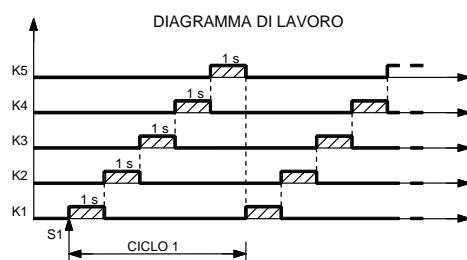 DIAGRAMMA DI LAVORO
K5
1 s
K4
1 s
K3
1 s
K2
1 s
K1
1 s
S1
CICLO 1